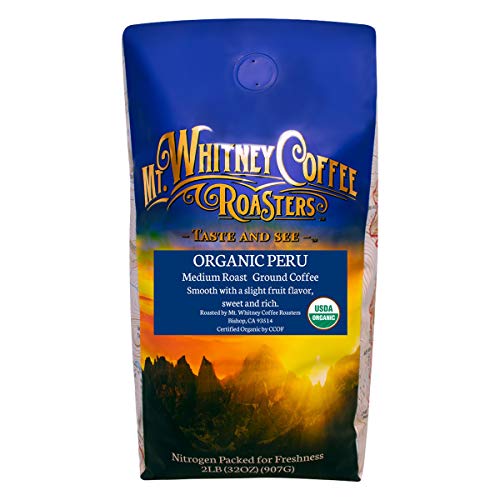 MT. WHITNEY COFFEE
ROASTERS™
- TASTE AND SEE -™
ORGANIC PERU
Medium Roast Ground Coffee
Smooth with a slight fruit flavor,
sweet and rich.
Roasted by Mt. Whitney Coffee Roasters
Bishop, CA 93514
Certified Organic by CCOF
USDA
ORGANIC
Nitrogen Packed for Freshness
2LB (32OZ) (907G)